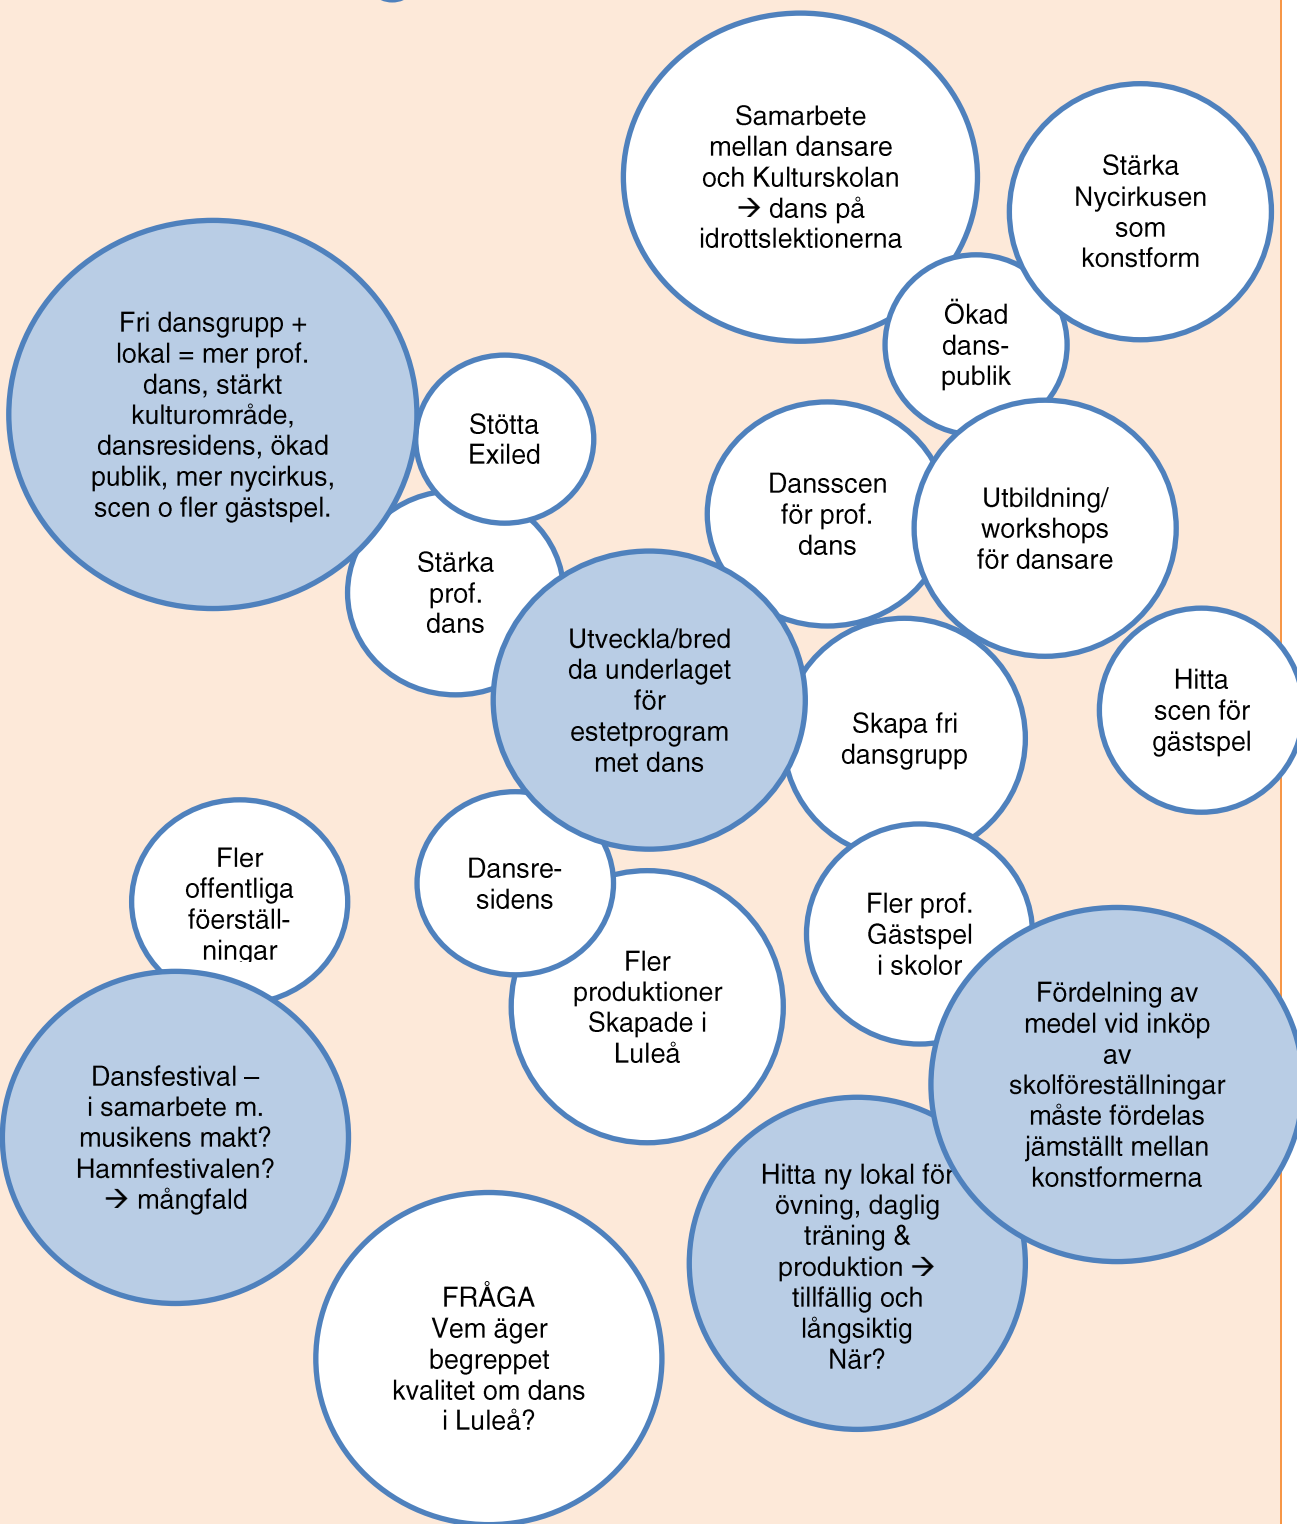 Samarbete
mellan dansare
och Kulturskolan
→ dans på
idrottslektionerna
Stärka
Nycirkusen
som
konstform
Ökad
dans-
publik
Fri dansgrupp +
lokal = mer prof.
dans, stärkt
kulturområde,
dansresidens, ökad
publik, mer nycirkus,
scen o fler gästspel.
Stötta
Exiled
Stärka
prof.
dans
Dansscen
för prof.
dans
Utbildning/
workshops
för dansare
Utveckla/bred
da underlaget
för
estetprogram
met dans
Skapa fri
dansgrupp
Hitta
scen för
gästspel
Fler
offentliga
föerställ-
ningar
Dansre-
sidens
Fler
produktioner
Skapade i
Luleå
Fler prof.
Gästspel
i skolor
Fördelning av
medel vid inköp
av
skolföreställningar
måste fördelas
jämställt mellan
konstformerna
Dansfestival –
i samarbete m.
musikens makt?
Hamnfestivalen?
→ mångfald
Hitta ny lokal för
övning, daglig
träning &
produktion →
tillfällig och
långsiktig
När?
FRÅGA
Vem äger
begreppet
kvalitet om dans
i Luleå?